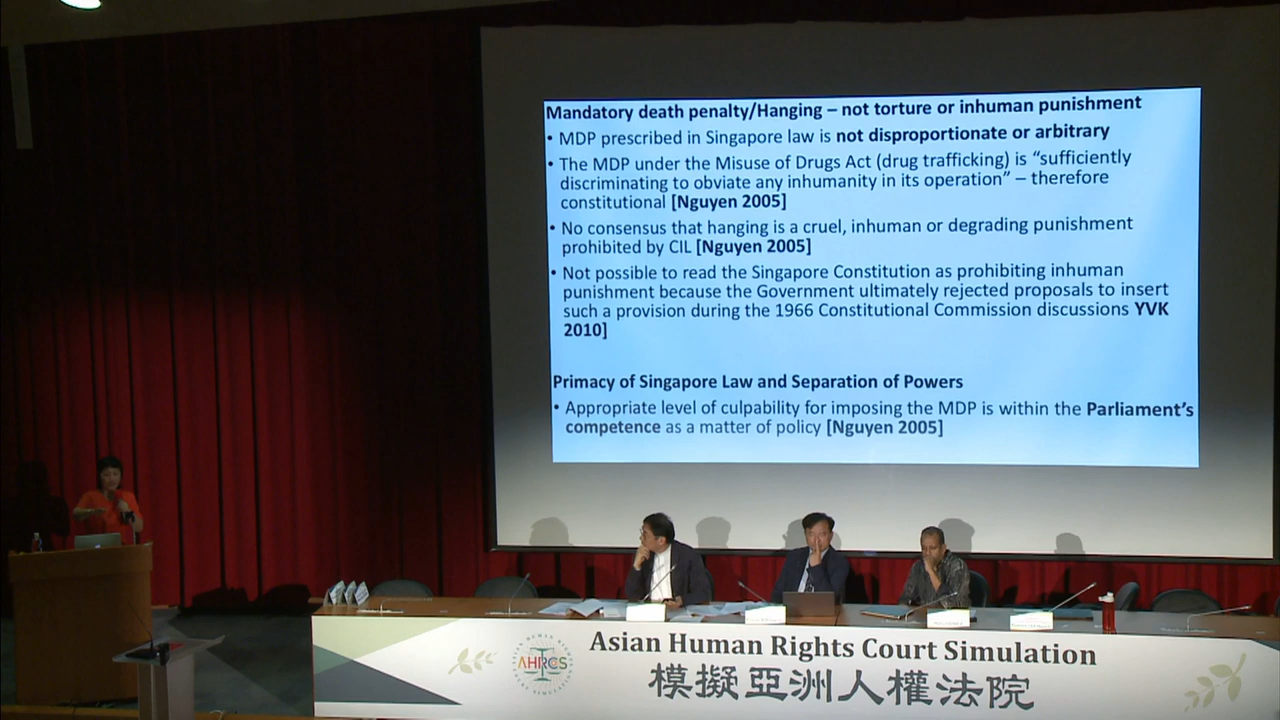 Mandatory death penalty/Hanging – not torture or inhuman punishment
• MDP prescribed in Singapore law is not disproportionate or arbitrary
• The MDP under the Misuse of Drugs Act (drug trafficking) is “sufficiently
discriminating to obviate any inhumanity in its operation” – therefore
constitutional [Nguyen 2005]
• No consensus that hanging is a cruel, inhuman or degrading punishment
prohibited by CIL [Nguyen 2005]
• Not possible to read the Singapore Constitution as prohibiting inhuman
punishment because the Government ultimately rejected proposals to insert
such a provision during the 1966 Constitutional Commission discussions YVK
2010]
Primacy of Singapore Law and Separation of Powers
• Appropriate level of culpability for imposing the MDP is within the Parliament’s
competence as a matter of policy [Nguyen 2005]
AHRCS
Asian Human Rights Court Simulation
模擬亞洲人權法院